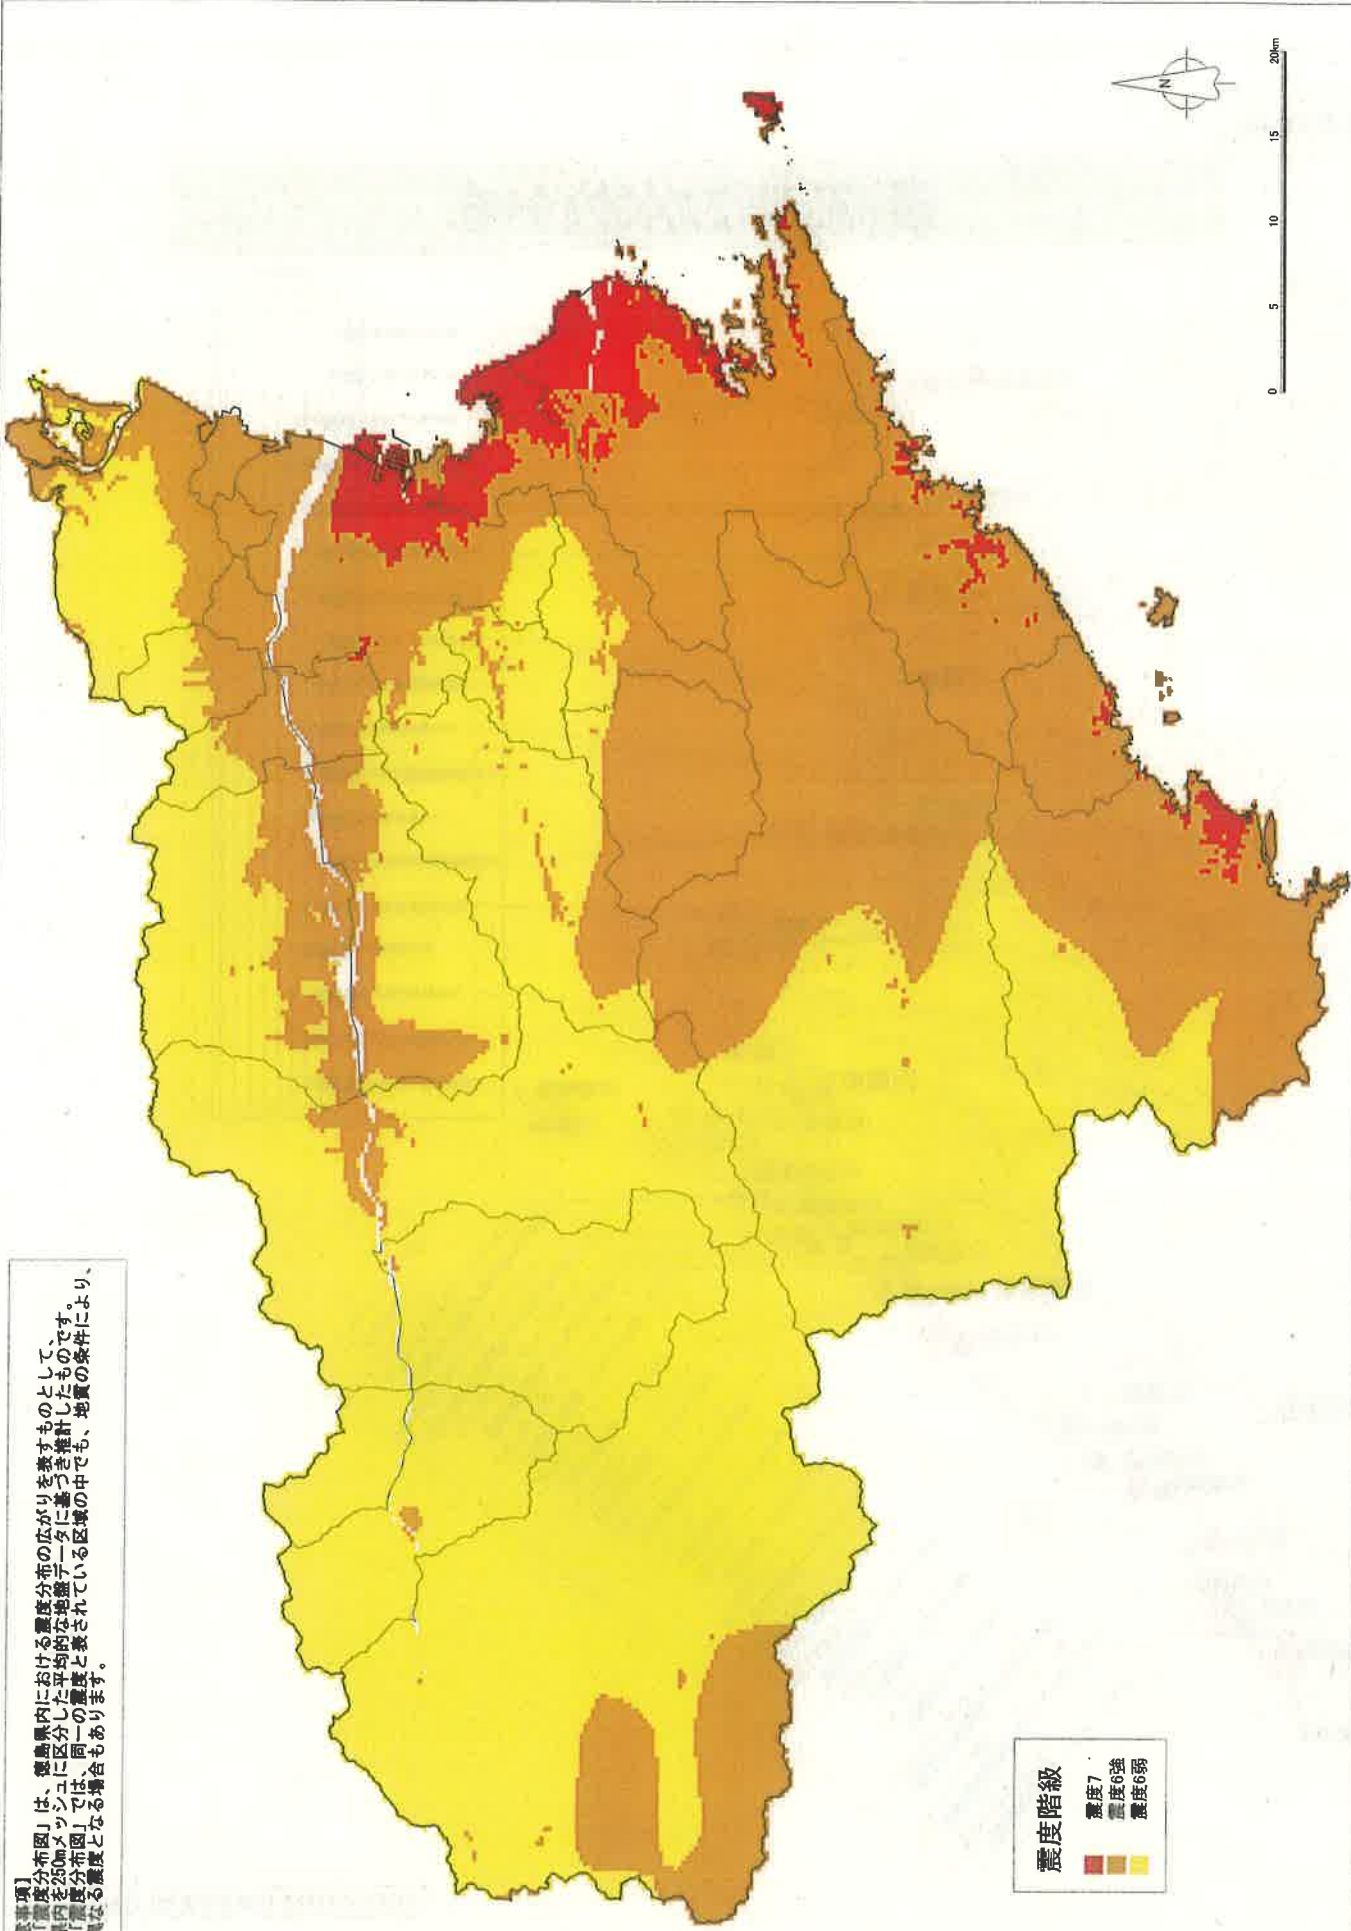 意事項】
「震度分布図」は、徳島県内における震度分布の広がりを表すものとして、
県内を250mメッシュに区分した平均的な地盤データに基づき推計したものです。
「震度分布図」では、同一の震度と表されている区域の中でも、地質の条件により、
異なる震度となる場合もあります。
震度階級
震度7
震度6強
震度6弱
N
0 5 10 15 20km